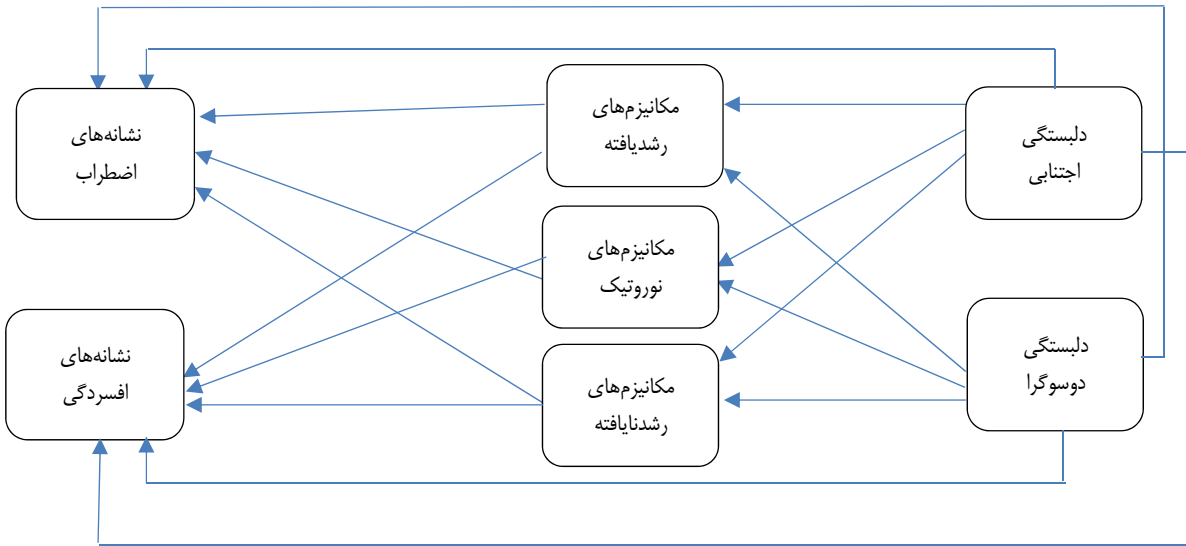 دلبستگی
اجتنابی
دلبستگی
دوسوگرا
مکانیزم‌های
رشدیافته
مکانیزم‌های
نوروتیک
مکانیزم‌های
رشدنایافته
نشانه‌های
اضطراب
نشانه‌های
افسردگی